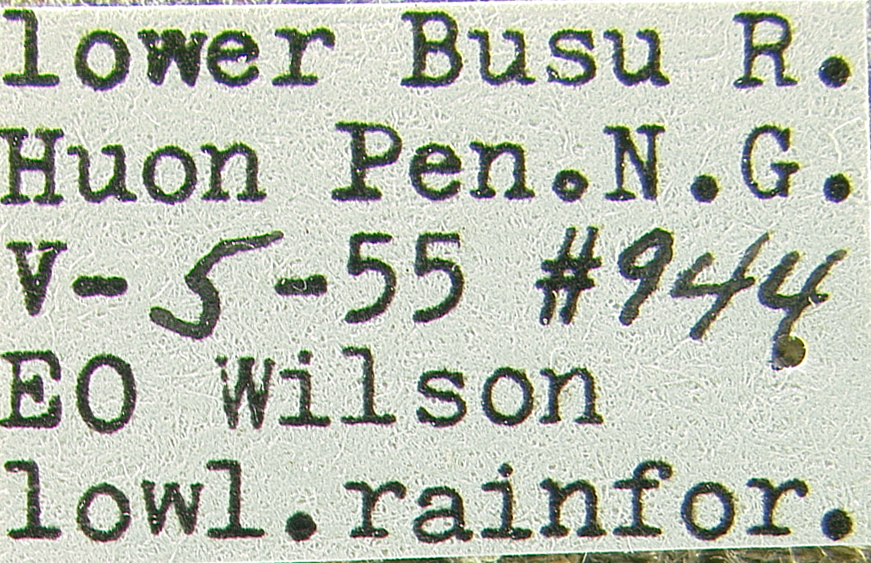 lower Busu R.
Huon Pen.N.G.
V-5-55 #944
EO Wilson
lowl.rainfor.